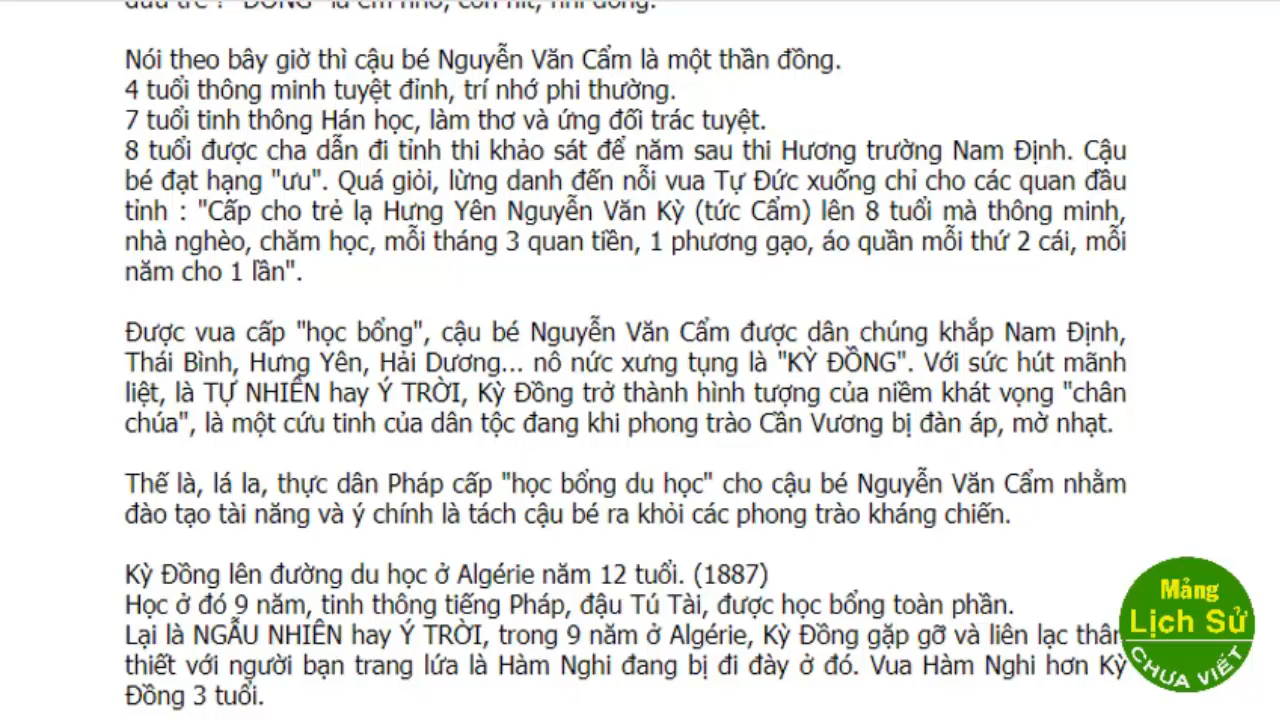 "ĐỒNG" là em nhỏ, con nít, nhi đồng.
Nói theo bây giờ thì cậu bé Nguyễn Văn Cẩm là một thần đồng.
4 tuổi thông minh tuyệt đỉnh, trí nhớ phi thường.
7 tuổi tinh thông Hán học, làm thơ và ứng đối trác tuyệt.
8 tuổi được cha dẫn đi tỉnh thi khảo sát để năm sau thi Hương trường Nam Định. Cậu
bé đạt hạng "ưu". Quá giỏi, lừng danh đến nỗi vua Tự Đức xuống chỉ cho các quan đầu
tỉnh : "Cấp cho trẻ lạ Hưng Yên Nguyễn Văn Kỳ (tức Cẩm) lên 8 tuổi mà thông minh,
nhà nghèo, chăm học, mỗi tháng 3 quan tiền, 1 phương gạo, áo quần mỗi thứ 2 cái, mỗi
năm cho 1 lần".
Được vua cấp "học bổng", cậu bé Nguyễn Văn Cẩm được dân chúng khắp Nam Định,
Thái Bình, Hưng Yên, Hải Dương... nô nức xưng tụng là "KỲ ĐỒNG". Với sức hút mãnh
liệt, là TỰ NHIÊN hay Ý TRỜI, Kỳ Đồng trở thành hình tượng của niềm khát vọng "chân
chúa", là một cứu tinh của dân tộc đang khi phong trào Cần Vương bị đàn áp, mờ nhạt.
Thế là, lá la, thực dân Pháp cấp "học bổng du học" cho cậu bé Nguyễn Văn Cẩm nhằm
đào tạo tài năng và ý chính là tách cậu bé ra khỏi các phong trào kháng chiến.
Kỳ Đồng lên đường du học ở Algérie năm 12 tuổi. (1887)
Học ở đó 9 năm, tinh thông tiếng Pháp, đậu Tú Tài, được học bổng toàn phần.
Lại là NGẪU NHIÊN hay Ý TRỜI, trong 9 năm ở Algérie, Kỳ Đồng gặp gỡ và liên lạc thân
thiết với người bạn trang lứa là Hàm Nghi đang bị đi đày ở đó. Vua Hàm Nghi hơn Kỳ
Đồng 3 tuổi.
Mảng
Lịch Sử
CHƯA VIẾT